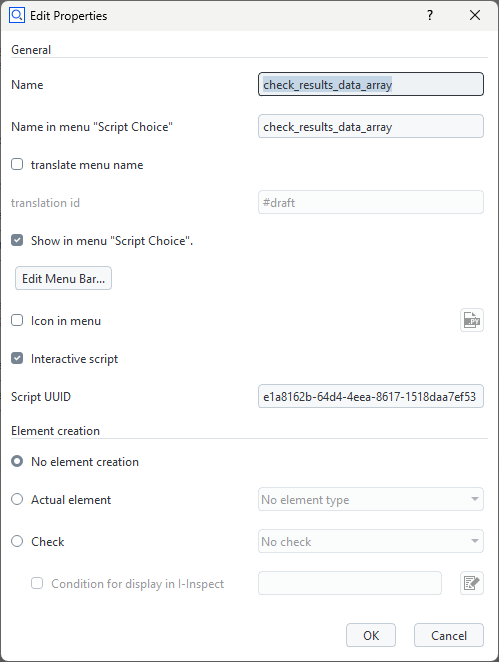 Edit Properties
?
General
Name
check_results_data_array
Name in menu "Script Choice"
check_results_data_array
translate menu name
translation id
#draft
Show in menu "Script Choice".
Edit Menu Bar...
Icon in menu
Interactive script
Script UUID
e1a8162b-64d4-4eea-8617-1518daa7ef53
Element creation
No element creation
Actual element
No element type
Check
No check
Condition for display in I-Inspect
OK
Cancel